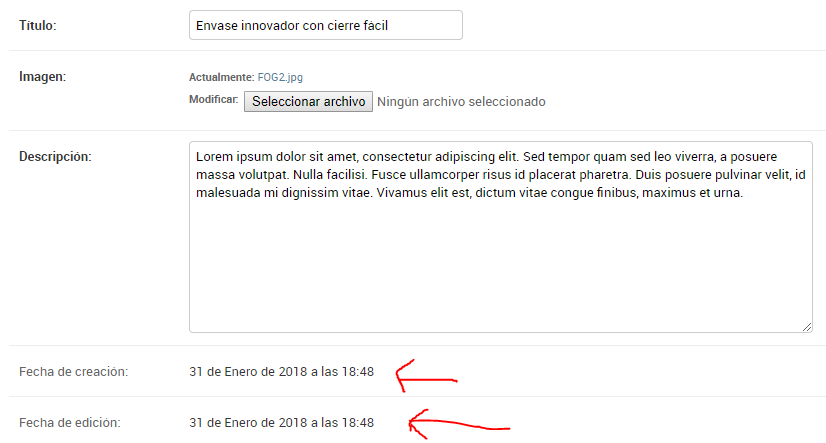 Título:
Envase innovador con cierre fácil
Imagen:
Actualmente: FOG2.jpg
Modificar: Seleccionar archivo Ningún archivo seleccionado
Descripción:
Lorem ipsum dolor sit amet, consectetur adipiscing elit. Sed tempor quam sed leo viverra, a posuere
massa volutpat. Nulla facilisi. Fusce ullamcorper risus id placerat pharetra. Duis posuere pulvinar velit, id
malesuada mi dignissim vitae. Vivamus elit est, dictum vitae congue finibus, maximus et urna.
Fecha de creación:
31 de Enero de 2018 a las 18:48
Fecha de edición:
31 de Enero de 2018 a las 18:48